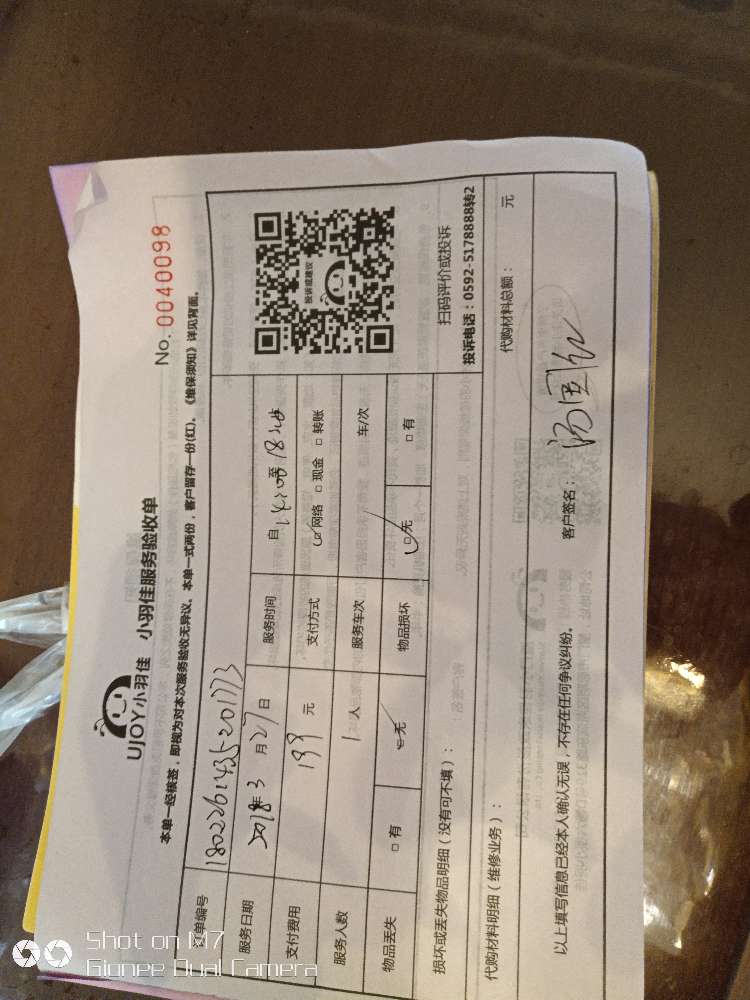 No. 0040098
UJOY小羽佳 小羽佳服务验收单
本单一经核签，即视为对本次服务验收无异议。本单一式两份，客户留存一份(红)。《维保须知》详见背面。
订单编号
服务日期 2018年3月27日 服务时间 自 至
支付费用 199元 支付方式 ☑网络 □现金 □转账
服务人数 1人 服务车次 车/次
物品丢失 □有 ☑无 物品损坏 ☑无 □有
投诉或建议
扫码评价或投诉
投诉电话：0592-5178888转2
损坏或丢失物品明细（没有可不填）：
代购材料明细（维修业务）： 代购材料总额： 元
以上填写信息已经本人确认无误，不存在任何争议纠纷。 客户签名：
Shot on M7
Gionee Dual Camera